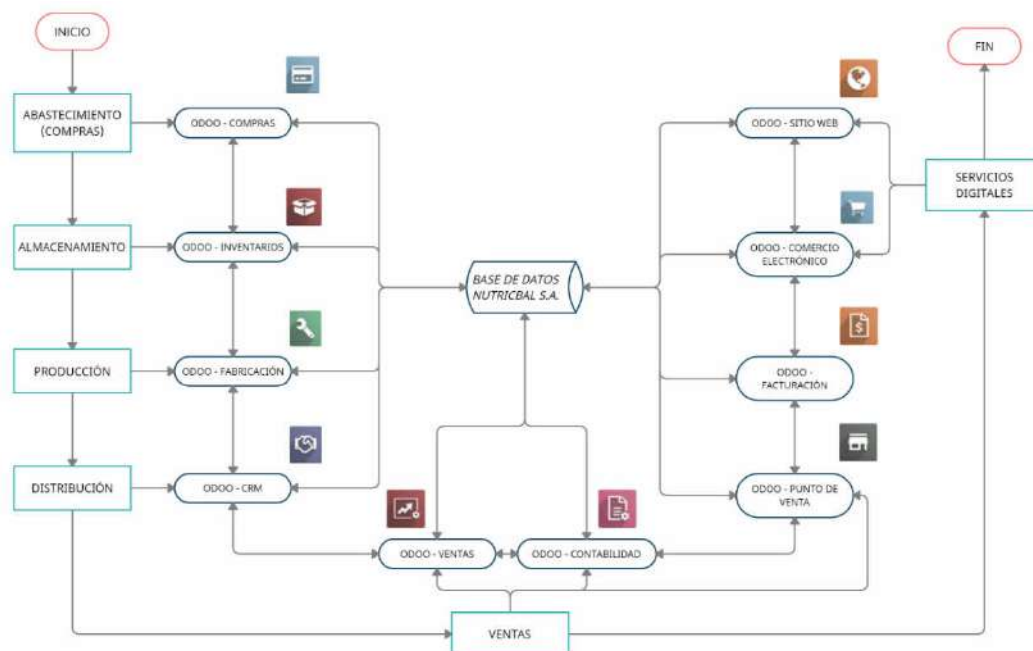 INICIO
FIN
ABASTECIMIENTO
(COMPRAS)
ODOO - COMPRAS
ODOO - SITIO WEB
SERVICIOS
DIGITALES
ALMACENAMIENTO
ODOO - INVENTARIOS
ODOO - COMERCIO
ELECTRÓNICO
BASE DE DATOS
NUTRICBAL S.A.
PRODUCCIÓN
ODOO - FABRICACIÓN
ODOO
-
FACTURACIÓN
DISTRIBUCIÓN
ODOO - CRM
ODOO - PUNTO DE
VENTA
ODOO - VENTAS
ODOO - CONTABILIDAD
VENTAS